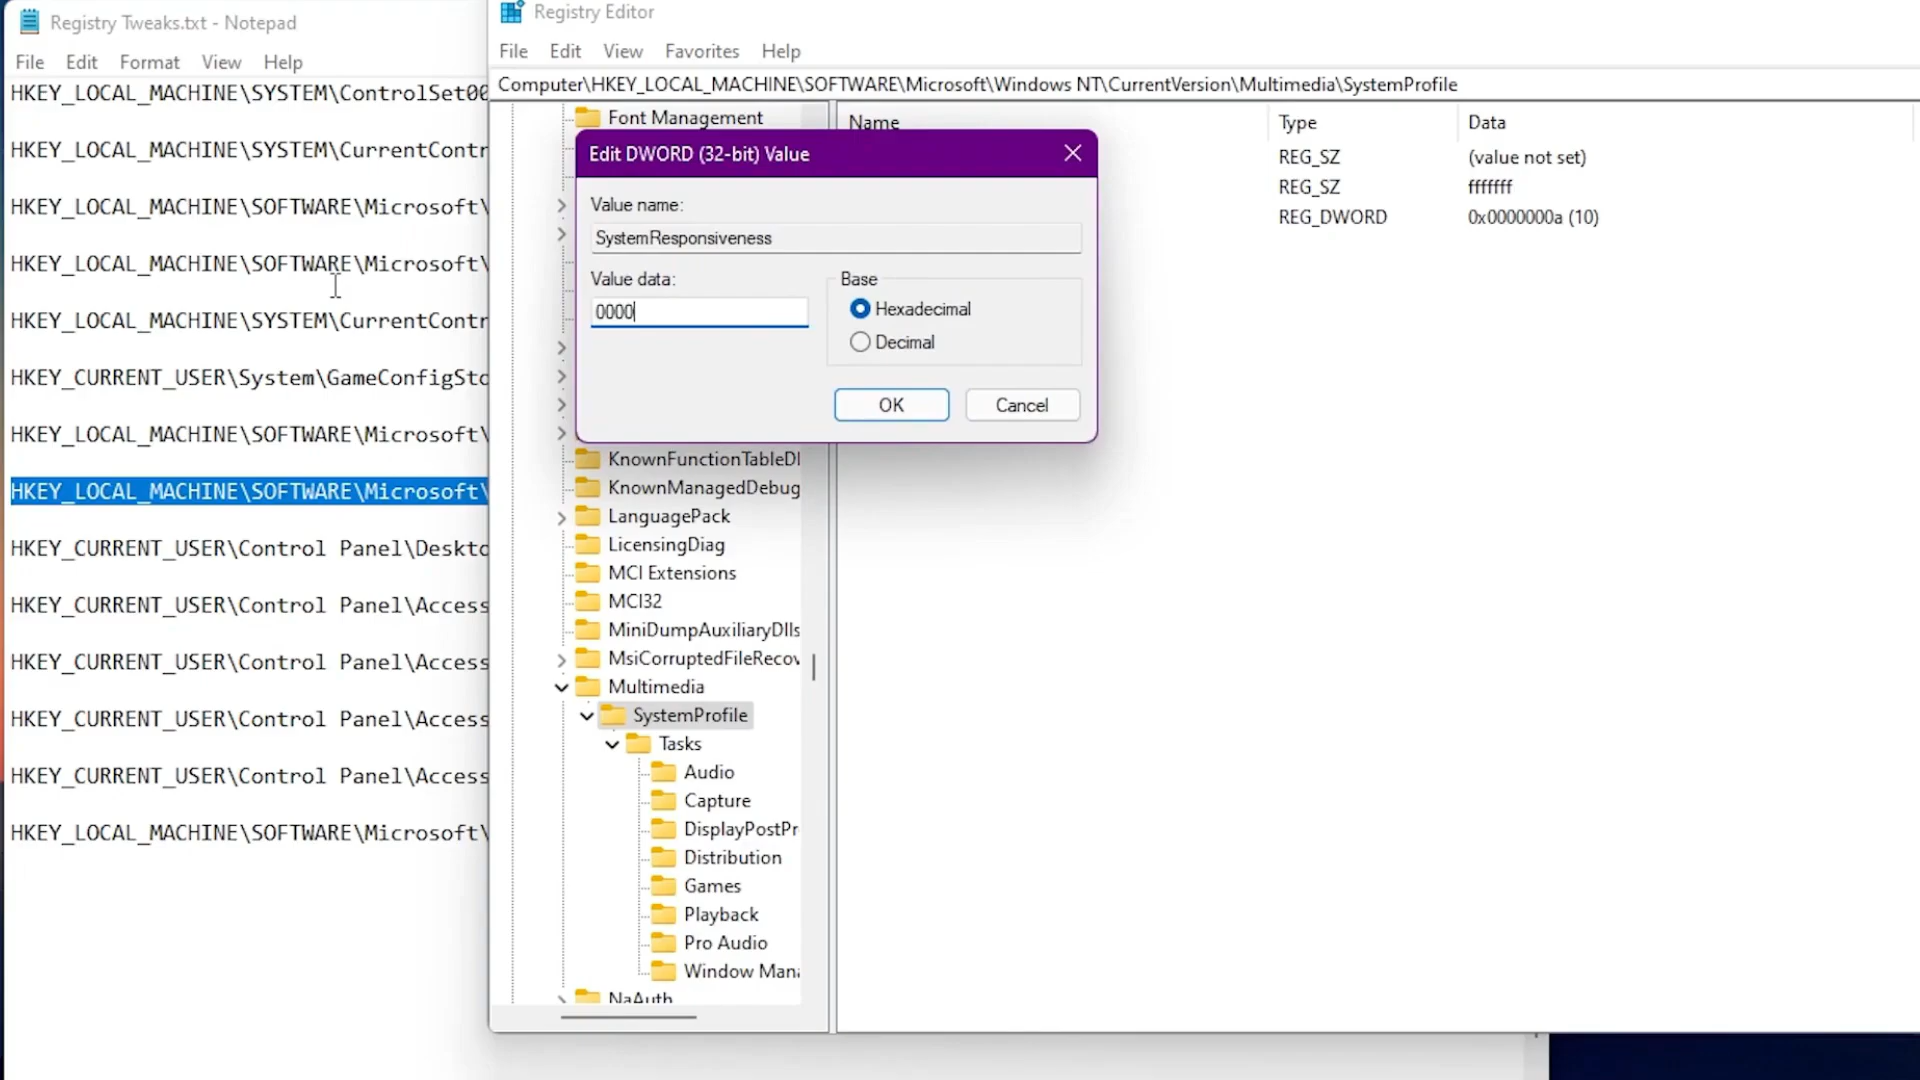 Registry Tweaks.txt - Notepad
File Edit Format View Help
HKEY_LOCAL_MACHINE\SYSTEM\ControlSet00
HKEY_LOCAL_MACHINE\SYSTEM\CurrentContr
HKEY_LOCAL_MACHINE\SOFTWARE\Microsoft\
HKEY_LOCAL_MACHINE\SOFTWARE\Microsoft\
HKEY_LOCAL_MACHINE\SYSTEM\CurrentContr
HKEY_CURRENT_USER\System\GameConfigSto
HKEY_LOCAL_MACHINE\SOFTWARE\Microsoft\
HKEY_LOCAL_MACHINE\SOFTWARE\Microsoft\
HKEY_CURRENT_USER\Control Panel\Deskto
HKEY_CURRENT_USER\Control Panel\Access
HKEY_CURRENT_USER\Control Panel\Access
HKEY_CURRENT_USER\Control Panel\Access
HKEY_CURRENT_USER\Control Panel\Access
HKEY_LOCAL_MACHINE\SOFTWARE\Microsoft\
Registry Editor
File Edit View Favorites Help
Computer\HKEY_LOCAL_MACHINE\SOFTWARE\Microsoft\Windows NT\CurrentVersion\Multimedia\SystemProfile
Font Management
Edit DWORD (32-bit) Value
Value name:
SystemResponsiveness
Value data:
0000
Base
Hexadecimal
Decimal
OK Cancel
KnownFunctionTableDl
KnownManagedDebug
LanguagePack
LicensingDiag
MCI Extensions
MCI32
MiniDumpAuxiliaryDlls
MsiCorruptedFileRecov
Multimedia
SystemProfile
Tasks
Audio
Capture
DisplayPostPr
Distribution
Games
Playback
Pro Audio
Window Mana
NaAuth
Name Type Data
REG_SZ (value not set)
REG_SZ fffffff
REG_DWORD 0x0000000a (10)